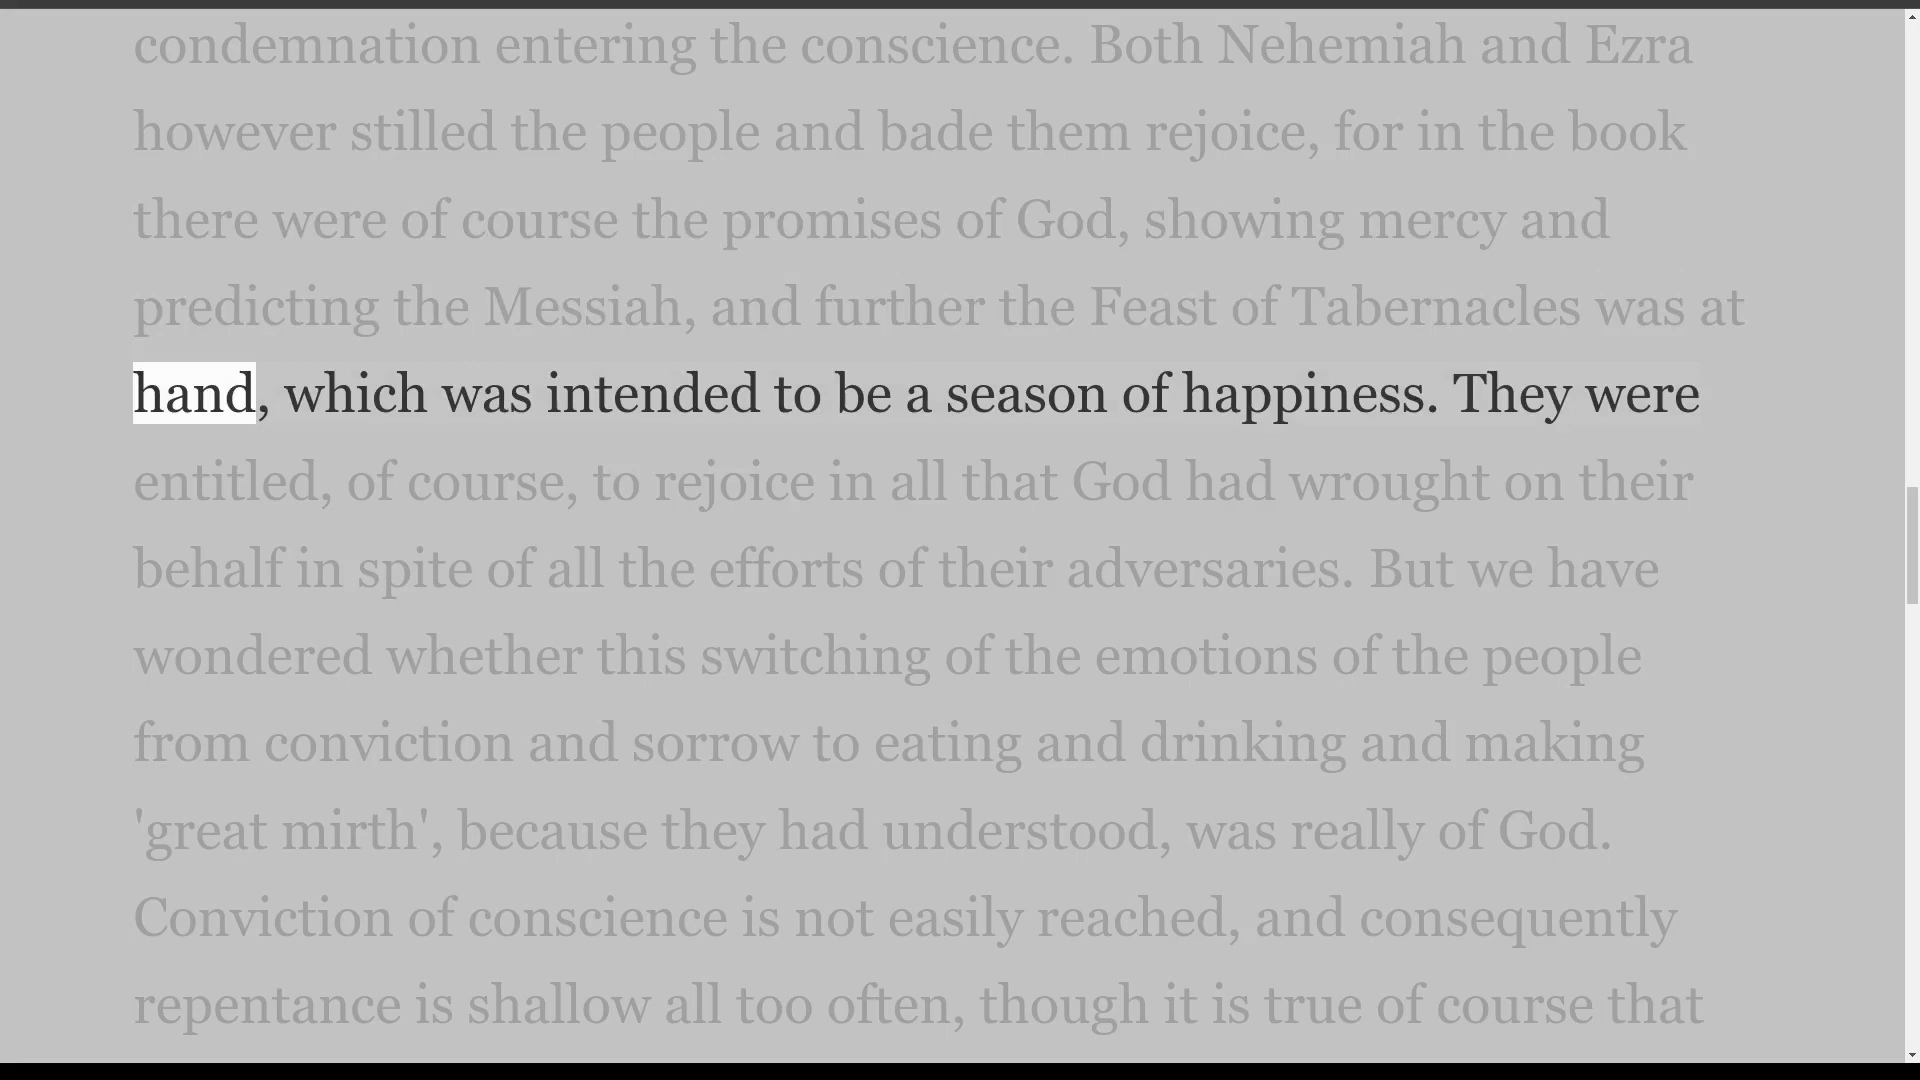 condemnation entering the conscience. Both Nehemiah and Ezra
however stilled the people and bade them rejoice, for in the book
there were of course the promises of God, showing mercy and
predicting the Messiah, and further the Feast of Tabernacles was at
hand, which was intended to be a season of happiness. They were
entitled, of course, to rejoice in all that God had wrought on their
behalf in spite of all the efforts of their adversaries. But we have
wondered whether this switching of the emotions of the people
from conviction and sorrow to eating and drinking and making
'great mirth', because they had understood, was really of God.
Conviction of conscience is not easily reached, and consequently
repentance is shallow all too often, though it is true of course that